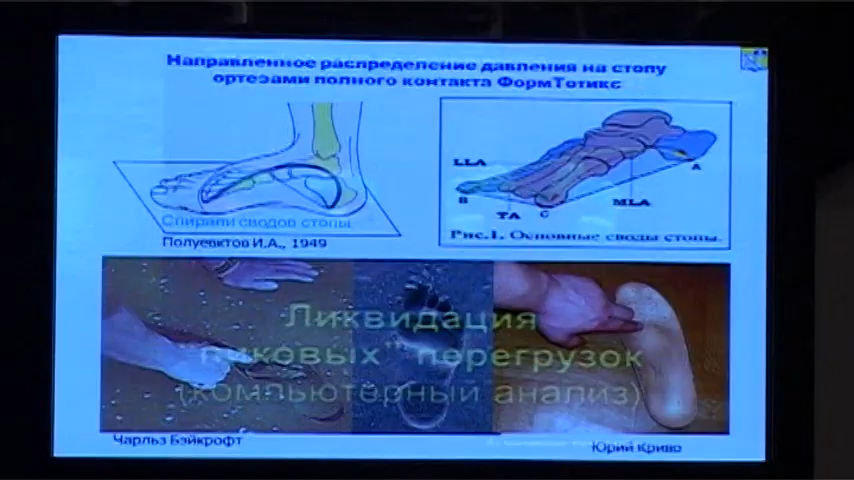 Направленное распределение давления на стопу
ортезами полного контакта ФормТотикс
Спирали сводов стопы.
Полуевктов И.А., 1949
LLA
A
B
TA
C
MLA
Рис.1. Основные своды стопы.
Ликвидация
"пиковых" перегрузок
(компьютерный анализ)
Чарльз Бэйкрофт
Юрий Криво